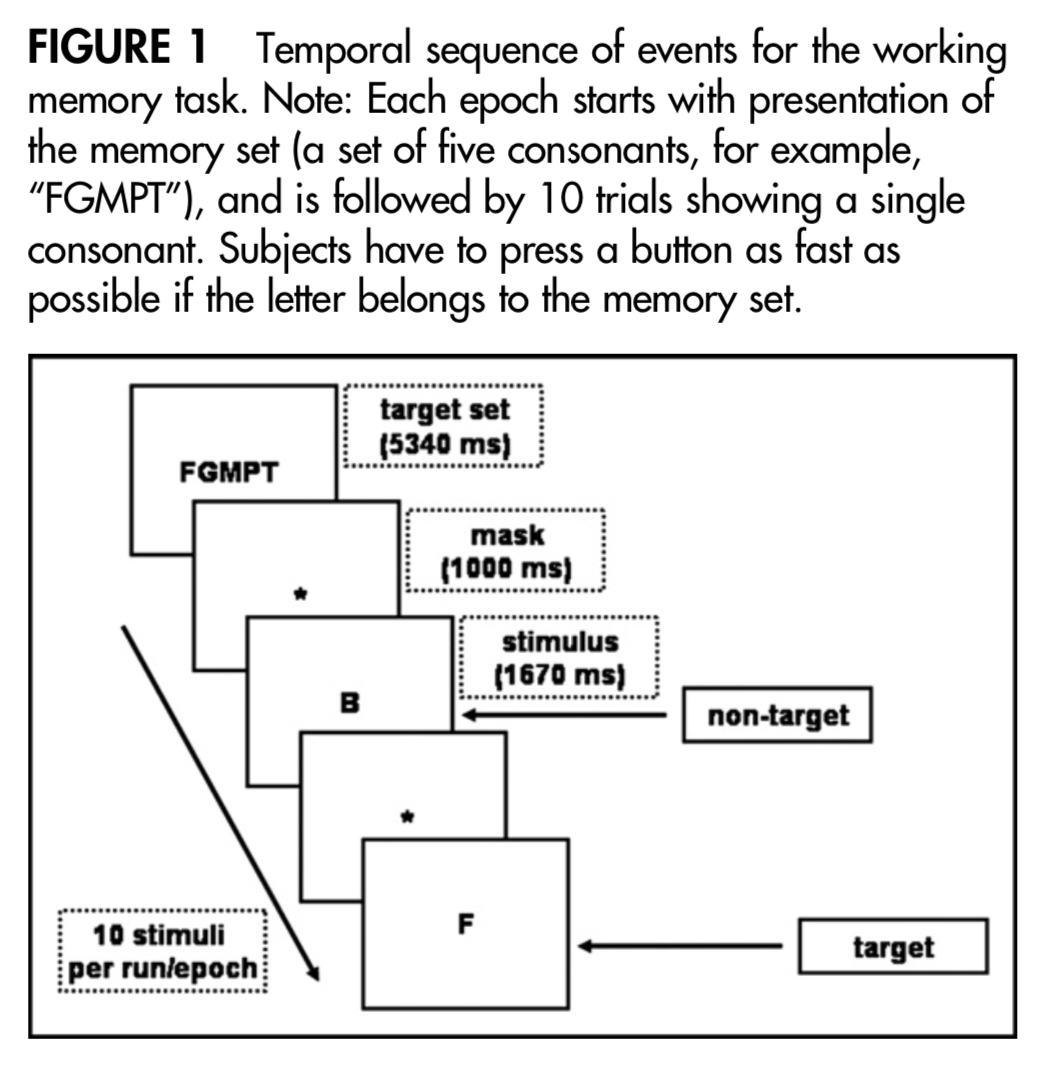 FIGURE 1 Temporal sequence of events for the working
memory task. Note: Each epoch starts with presentation of
the memory set (a set of five consonants, for example,
“FGMPT”), and is followed by 10 trials showing a single
consonant. Subjects have to press a button as fast as
possible if the letter belongs to the memory set.
target set
(5340 ms)
FGMPT
mask
(1000 ms)
*
stimulus
(1670 ms)
B
non-target
*
F
target
10 stimuli
per run/epoch